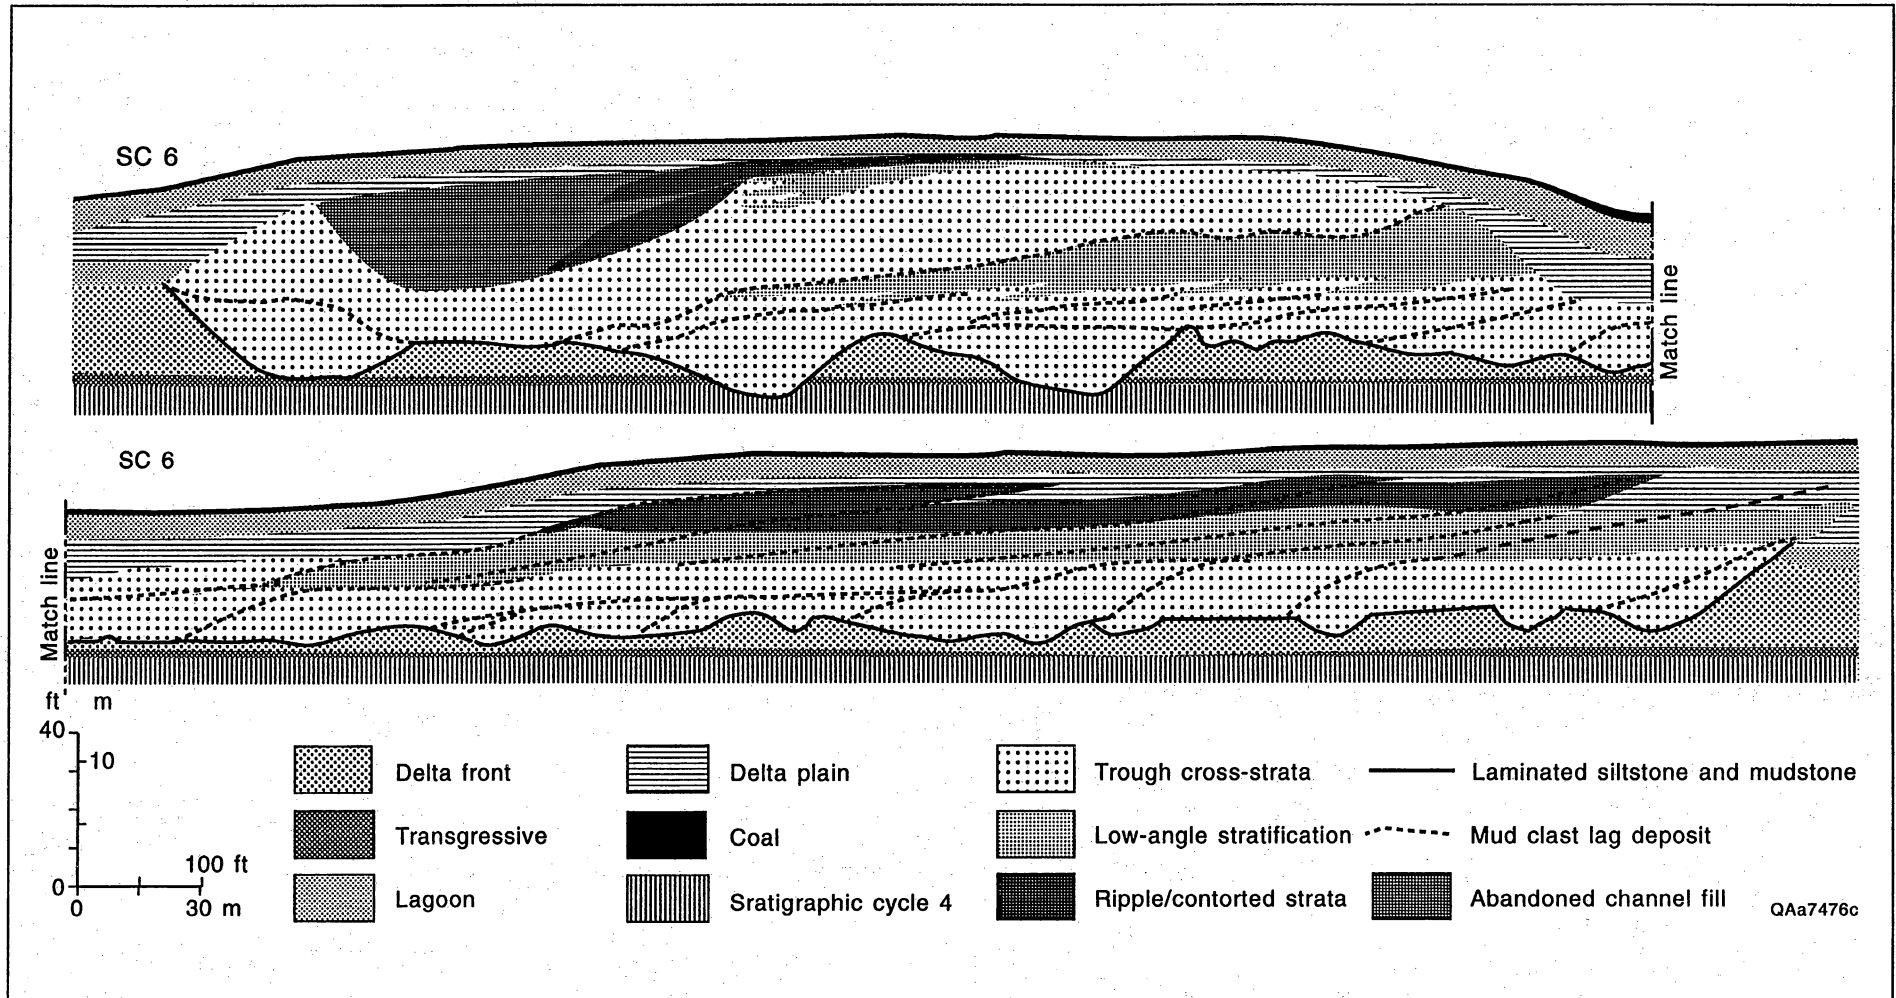 SC 6
Match line
SC 6
Match line
ft m
40
10
0
100 ft
0 30 m
Delta front
Transgressive
Lagoon
Delta plain
Coal
Sratigraphic cycle 4
Trough cross-strata
Low-angle stratification
Ripple/contorted strata
Laminated siltstone and mudstone
Mud clast lag deposit
Abandoned channel fill
QAa7476c